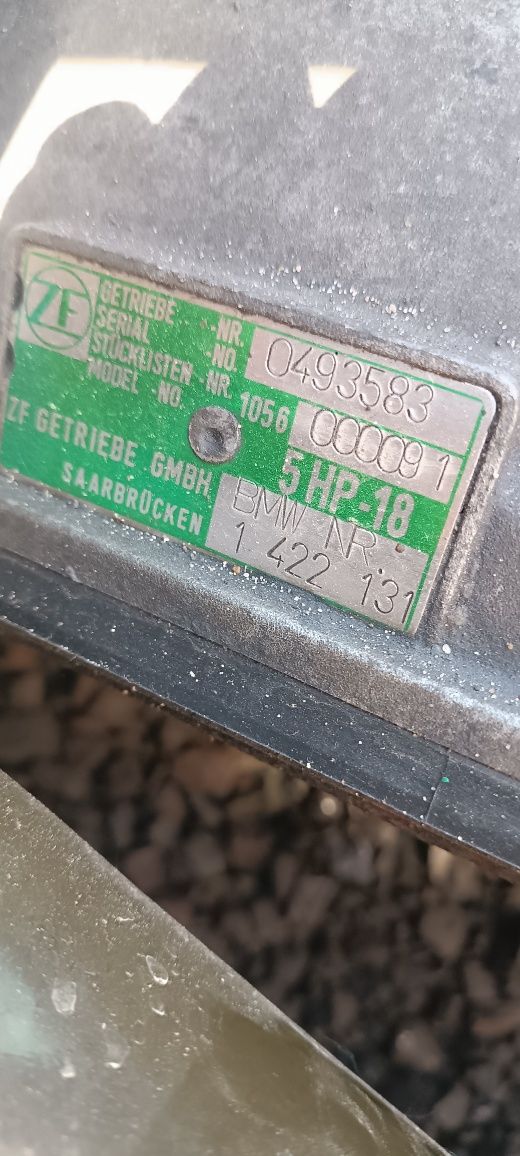 ZF
GETRIEBE -NR.
SERIAL -NO. 0493583
STÜCKLISTEN -NR.
MODEL NO. 1056 000091
ZF GETRIEBE GMBH, 5 HP-18
SAARBRÜCKEN BMW NR.
1 422 131